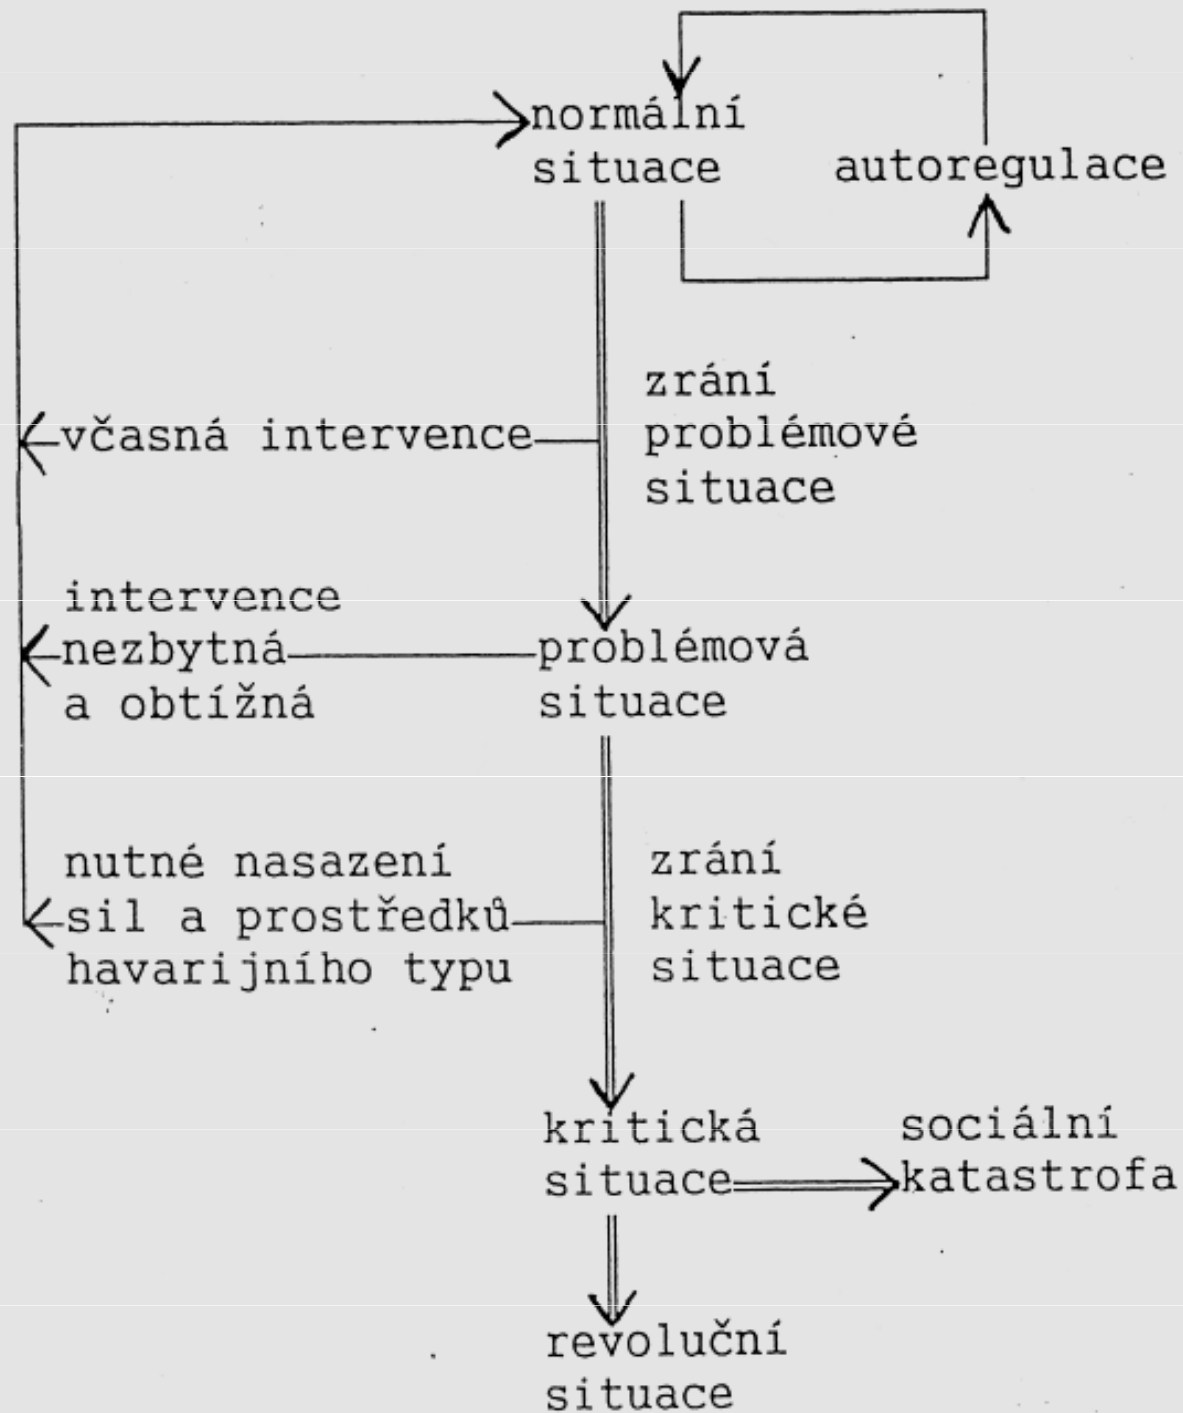 normální
situace
autoregulace
zrání
problémové
situace
včasná intervence
intervence
nezbytná
a obtížná
problémová
situace
nutné nasazení
sil a prostředků
havarijního typu
zrání
kritické
situace
kritická
situace
sociální
katastrofa
revoluční
situace